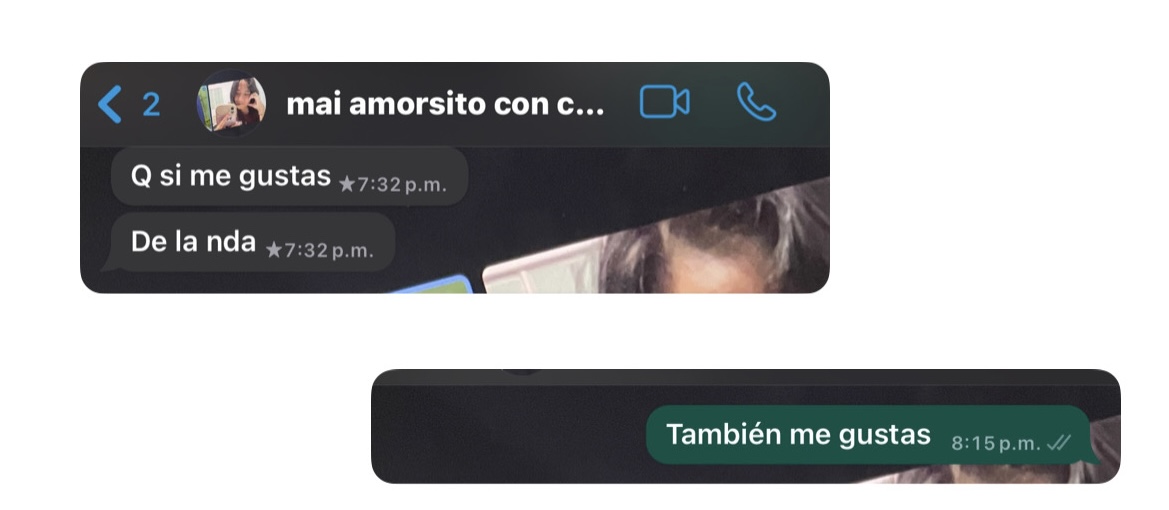 2 mai amorsito con c...
Q si me gustas ★7:32 p.m.
De la nda ★7:32 p.m.
También me gustas 8:15 p.m.